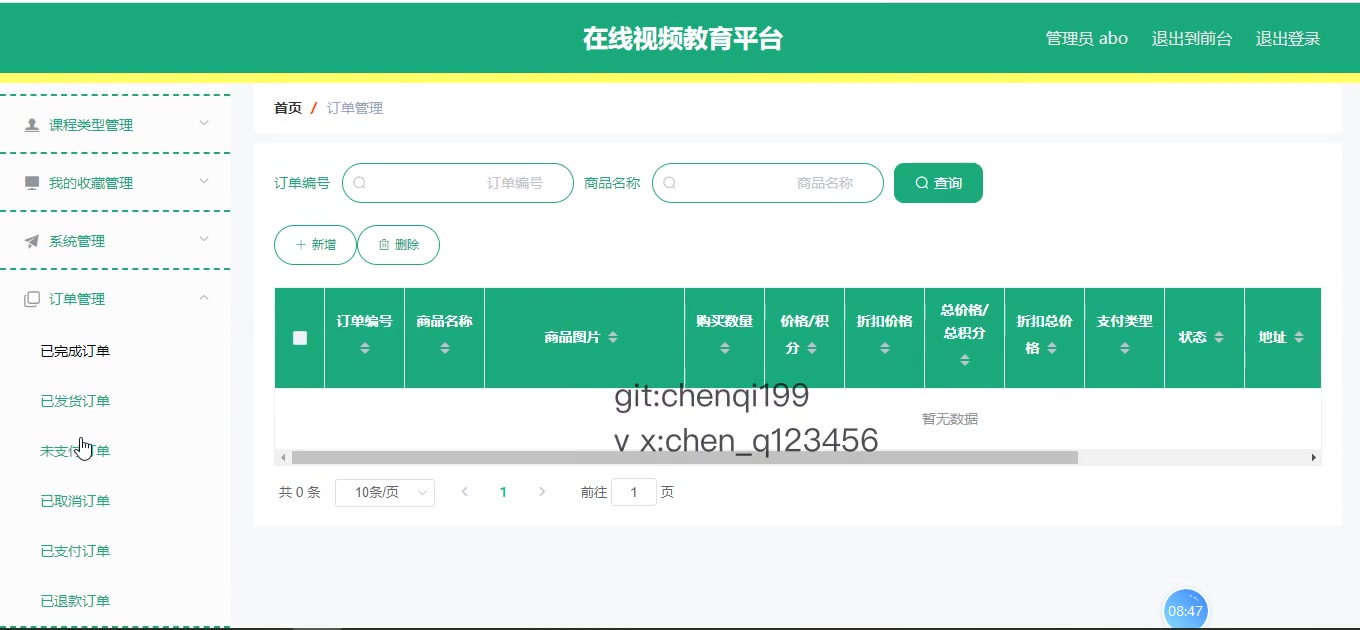 在线视频教育平台
管理员 abo 退出到前台 退出登录
首页 / 订单管理
课程类型管理
我的收藏管理
系统管理
订单管理
已完成订单
已发货订单
未支付订单
已取消订单
已支付订单
已退款订单
订单编号 订单编号 商品名称 商品名称 查询
新增 删除
订单编号 商品名称 商品图片 购买数量 价格/积分 折扣价格 总价格/总积分 折扣总价格 支付类型 状态 地址
暂无数据
git:chenqi199
v x:chen_q123456
共 0 条 10条/页 1 前往 1 页
08:47